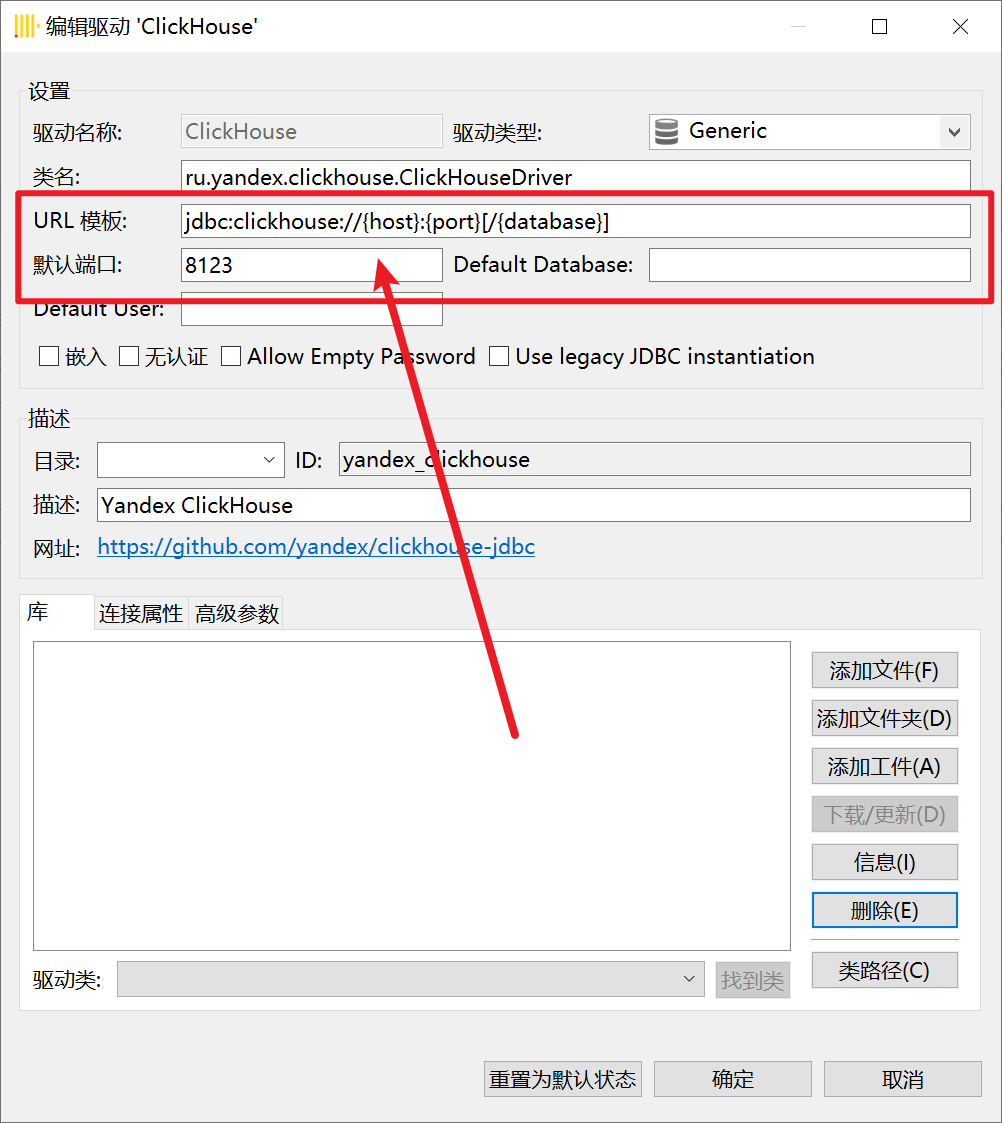 编辑驱动 'ClickHouse'
设置
驱动名称: ClickHouse 驱动类型: Generic
类名: ru.yandex.clickhouse.ClickHouseDriver
URL 模板: jdbc:clickhouse://{host}:{port}[/{database}]
默认端口: 8123 Default Database:
Default User:
嵌入 无认证 Allow Empty Password Use legacy JDBC instantiation
描述
目录: ID: yandex_clickhouse
描述: Yandex ClickHouse
网址: https://github.com/yandex/clickhouse-jdbc
库 连接属性 高级参数
添加文件(F)
添加文件夹(D)
添加工件(A)
下载/更新(D)
信息(I)
删除(E)
类路径(C)
驱动类: 找到类
重置为默认状态 确定 取消